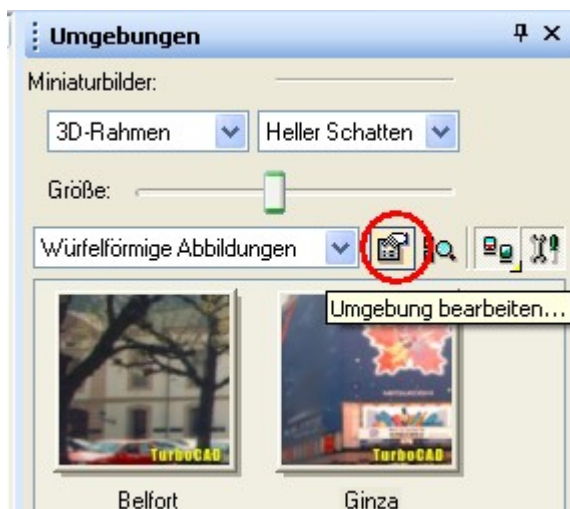 Umgebungen
Miniaturbilder:
3D-Rahmen Heller Schatten
Größe:
Würfelförmige Abbildungen
Umgebung bearbeiten...
TurboCAD TurboCAD
Belfort Ginza